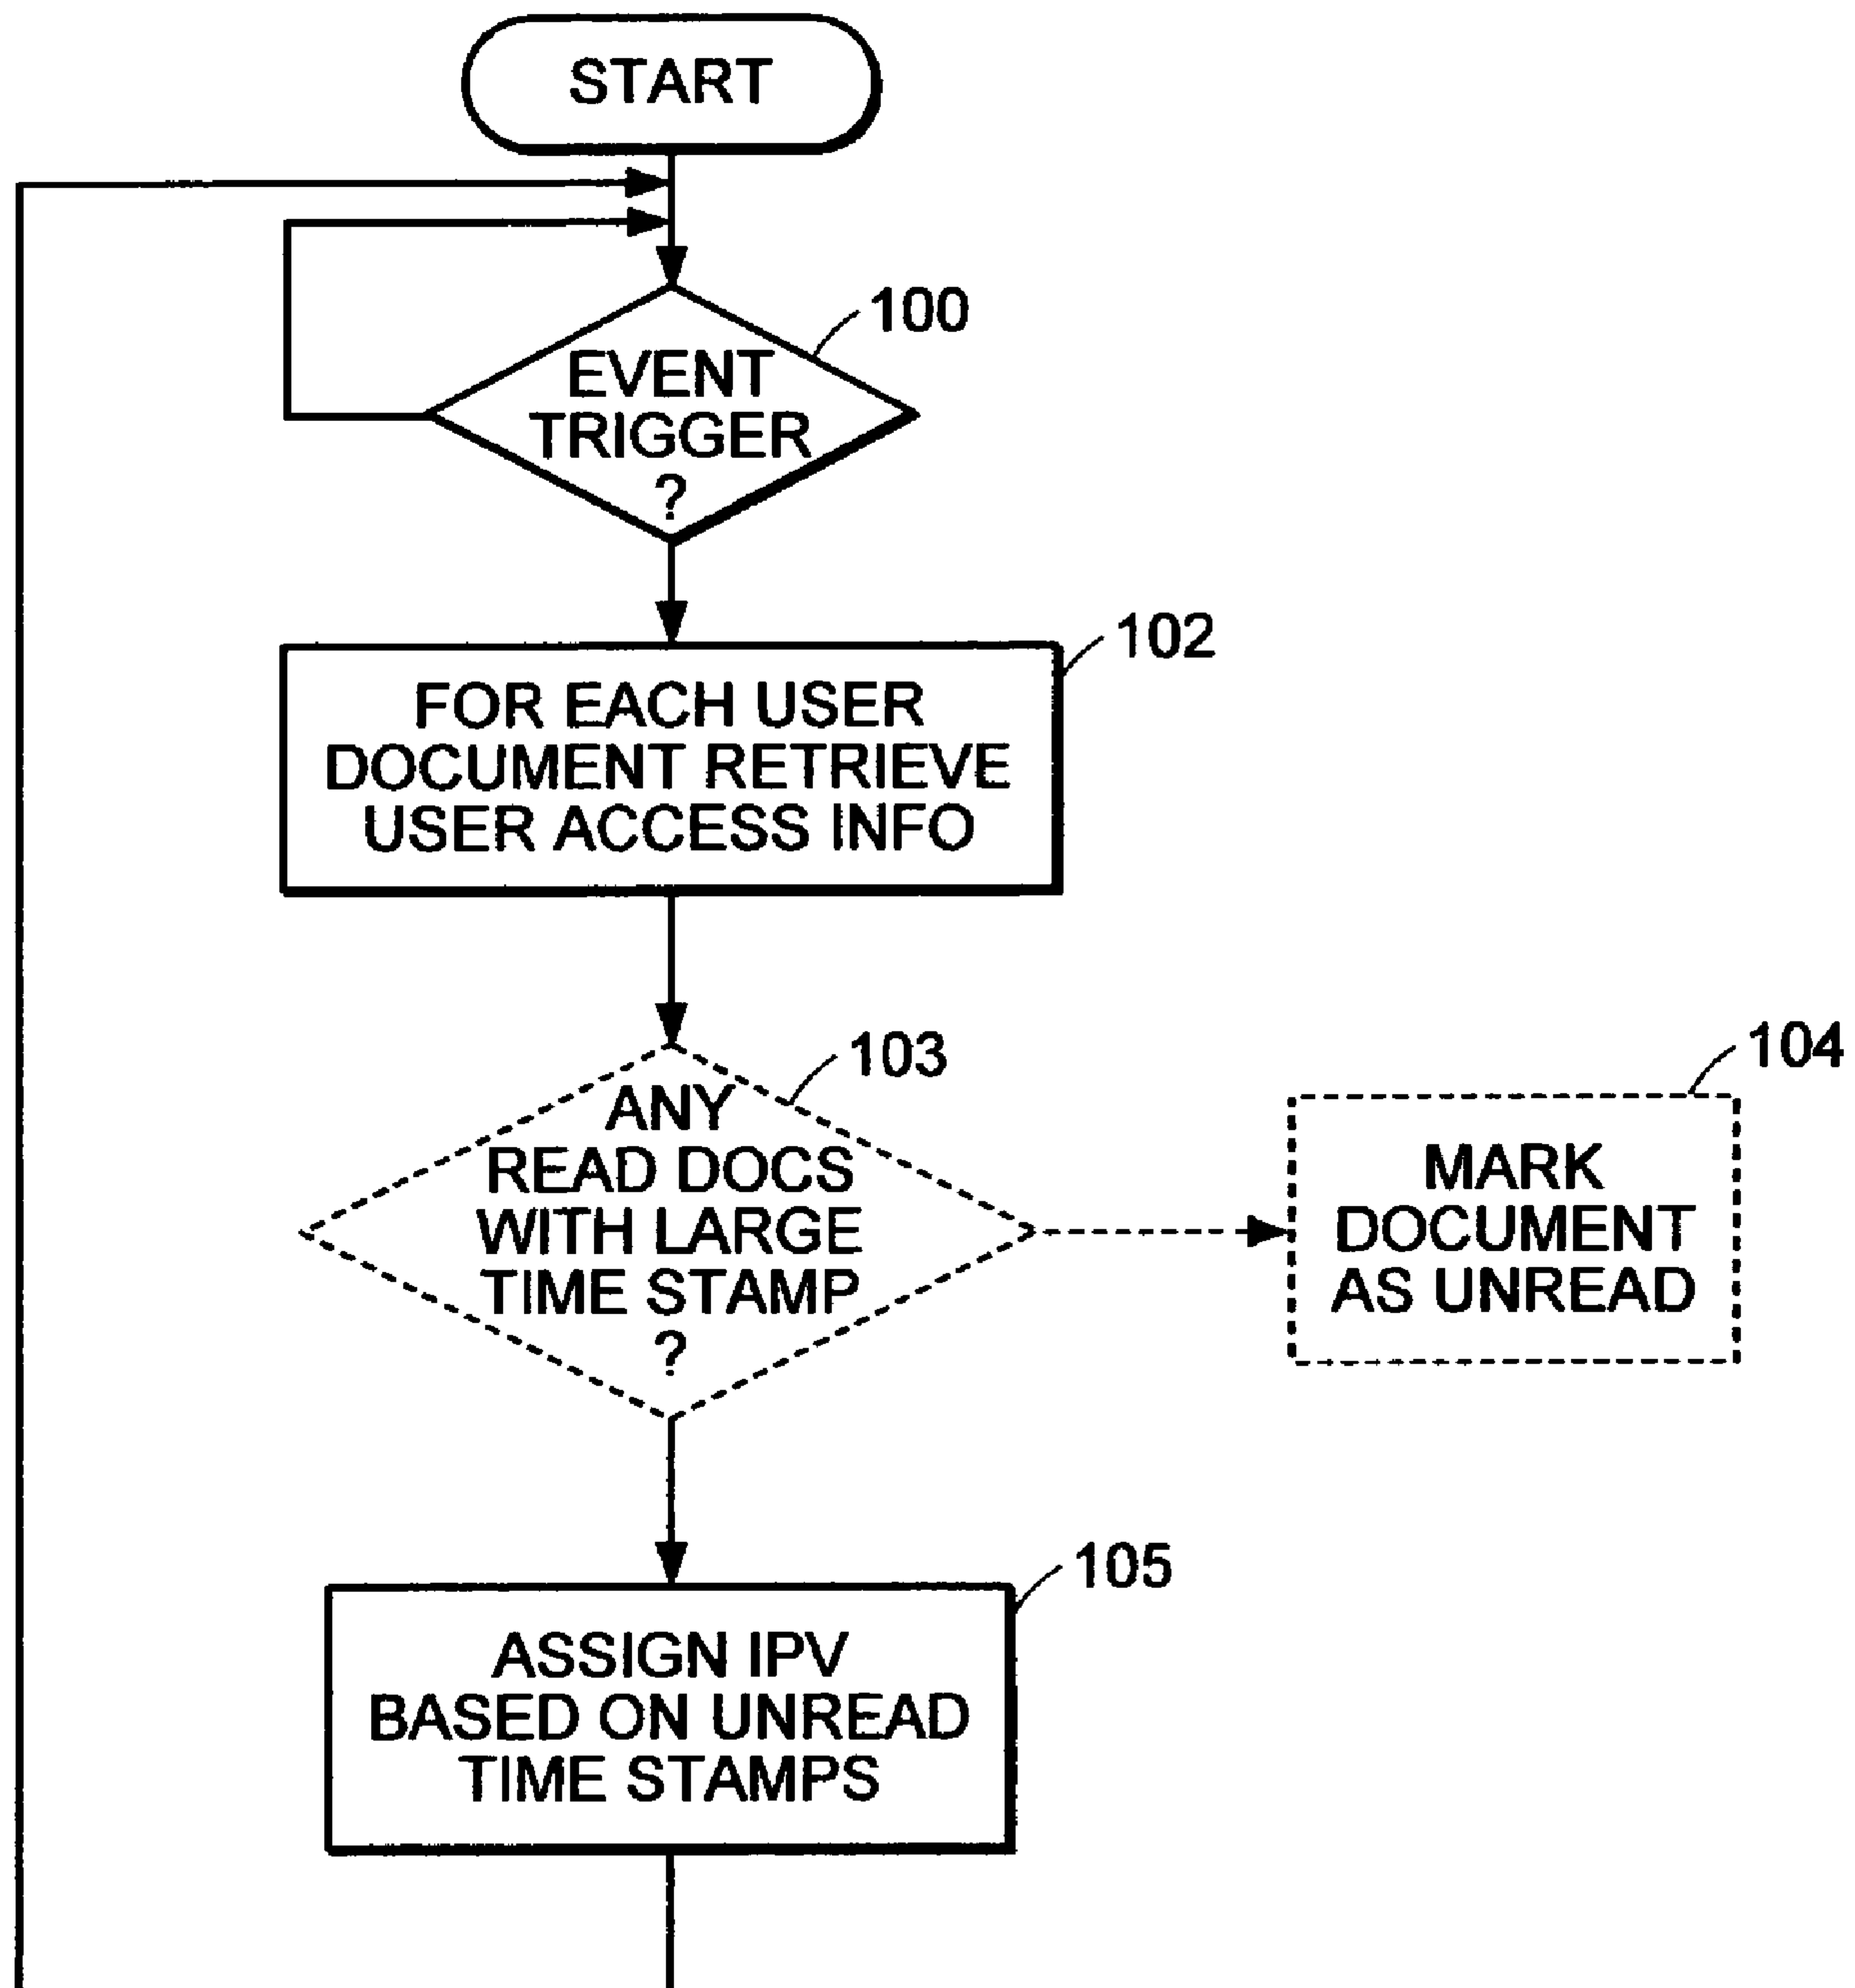 START
100
EVENT
TRIGGER
?
102
FOR EACH USER
DOCUMENT RETRIEVE
USER ACCESS INFO
103
ANY
READ DOCS
WITH LARGE
TIME STAMP
?
104
MARK
DOCUMENT
AS UNREAD
105
ASSIGN IPV
BASED ON UNREAD
TIME STAMPS